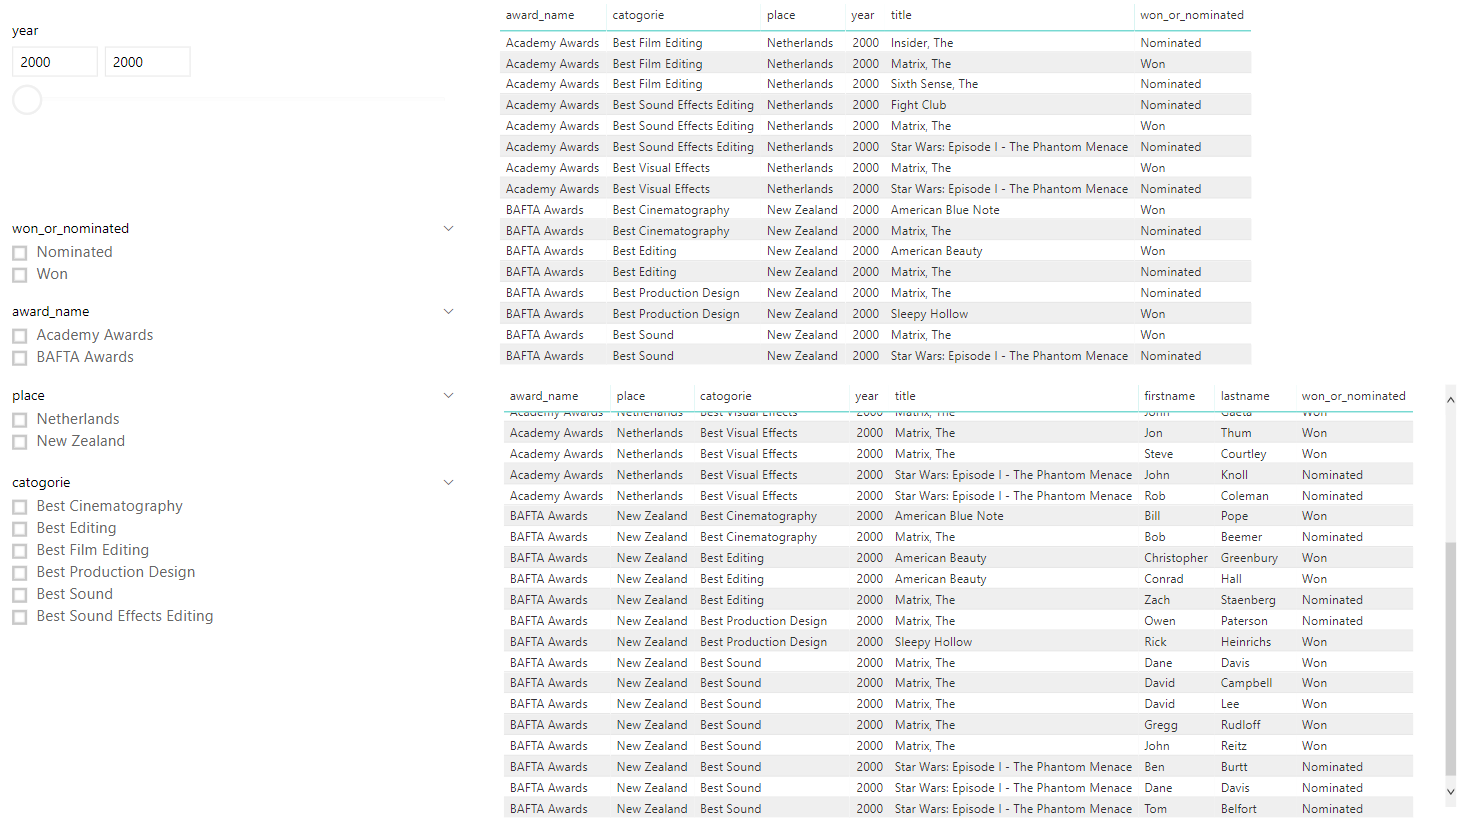 year
2000 2000
won_or_nominated
Nominated
Won
award_name
Academy Awards
BAFTA Awards
place
Netherlands
New Zealand
catogorie
Best Cinematography
Best Editing
Best Film Editing
Best Production Design
Best Sound
Best Sound Effects Editing
award_name catogorie place year title won_or_nominated
Academy Awards Best Film Editing Netherlands 2000 Insider, The Nominated
Academy Awards Best Film Editing Netherlands 2000 Matrix, The Won
Academy Awards Best Film Editing Netherlands 2000 Sixth Sense, The Nominated
Academy Awards Best Sound Effects Editing Netherlands 2000 Fight Club Nominated
Academy Awards Best Sound Effects Editing Netherlands 2000 Matrix, The Won
Academy Awards Best Sound Effects Editing Netherlands 2000 Star Wars: Episode I - The Phantom Menace Nominated
Academy Awards Best Visual Effects Netherlands 2000 Matrix, The Won
Academy Awards Best Visual Effects Netherlands 2000 Star Wars: Episode I - The Phantom Menace Nominated
BAFTA Awards Best Cinematography New Zealand 2000 American Blue Note Won
BAFTA Awards Best Cinematography New Zealand 2000 Matrix, The Nominated
BAFTA Awards Best Editing New Zealand 2000 American Beauty Won
BAFTA Awards Best Editing New Zealand 2000 Matrix, The Nominated
BAFTA Awards Best Production Design New Zealand 2000 Matrix, The Nominated
BAFTA Awards Best Production Design New Zealand 2000 Sleepy Hollow Won
BAFTA Awards Best Sound New Zealand 2000 Matrix, The Won
BAFTA Awards Best Sound New Zealand 2000 Star Wars: Episode I - The Phantom Menace Nominated
award_name place catogorie year title firstname lastname won_or_nominated
Academy Awards Netherlands Best Visual Effects 2000 Matrix, The John Gaeta Won
Academy Awards Netherlands Best Visual Effects 2000 Matrix, The Jon Thum Won
Academy Awards Netherlands Best Visual Effects 2000 Matrix, The Steve Courtley Won
Academy Awards Netherlands Best Visual Effects 2000 Star Wars: Episode I - The Phantom Menace John Knoll Nominated
Academy Awards Netherlands Best Visual Effects 2000 Star Wars: Episode I - The Phantom Menace Rob Coleman Nominated
BAFTA Awards New Zealand Best Cinematography 2000 American Blue Note Bill Pope Won
BAFTA Awards New Zealand Best Cinematography 2000 Matrix, The Bob Beemer Nominated
BAFTA Awards New Zealand Best Editing 2000 American Beauty Christopher Greenbury Won
BAFTA Awards New Zealand Best Editing 2000 American Beauty Conrad Hall Won
BAFTA Awards New Zealand Best Editing 2000 Matrix, The Zach Staenberg Nominated
BAFTA Awards New Zealand Best Production Design 2000 Matrix, The Owen Paterson Nominated
BAFTA Awards New Zealand Best Production Design 2000 Sleepy Hollow Rick Heinrichs Won
BAFTA Awards New Zealand Best Sound 2000 Matrix, The Dane Davis Won
BAFTA Awards New Zealand Best Sound 2000 Matrix, The David Campbell Won
BAFTA Awards New Zealand Best Sound 2000 Matrix, The David Lee Won
BAFTA Awards New Zealand Best Sound 2000 Matrix, The Gregg Rudloff Won
BAFTA Awards New Zealand Best Sound 2000 Matrix, The John Reitz Won
BAFTA Awards New Zealand Best Sound 2000 Star Wars: Episode I - The Phantom Menace Ben Burtt Nominated
BAFTA Awards New Zealand Best Sound 2000 Star Wars: Episode I - The Phantom Menace Dane Davis Nominated
BAFTA Awards New Zealand Best Sound 2000 Star Wars: Episode I - The Phantom Menace Tom Belfort Nominated